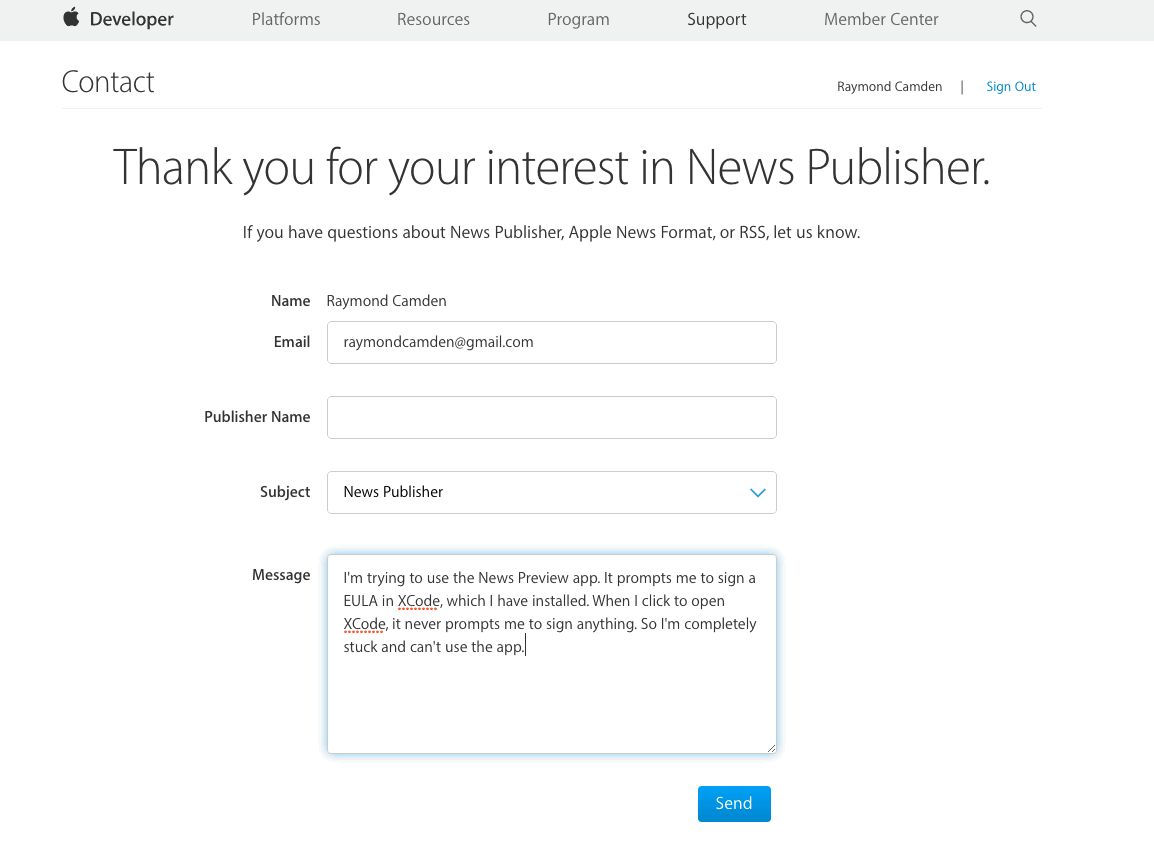 Developer Platforms Resources Program Support Member Center
Contact
Raymond Camden | Sign Out
Thank you for your interest in News Publisher.
If you have questions about News Publisher, Apple News Format, or RSS, let us know.
Name Raymond Camden
Email raymondcamden@gmail.com
Publisher Name
Subject News Publisher
Message I'm trying to use the News Preview app. It prompts me to sign a
EULA in XCode, which I have installed. When I click to open
XCode, it never prompts me to sign anything. So I'm completely
stuck and can't use the app.
Send